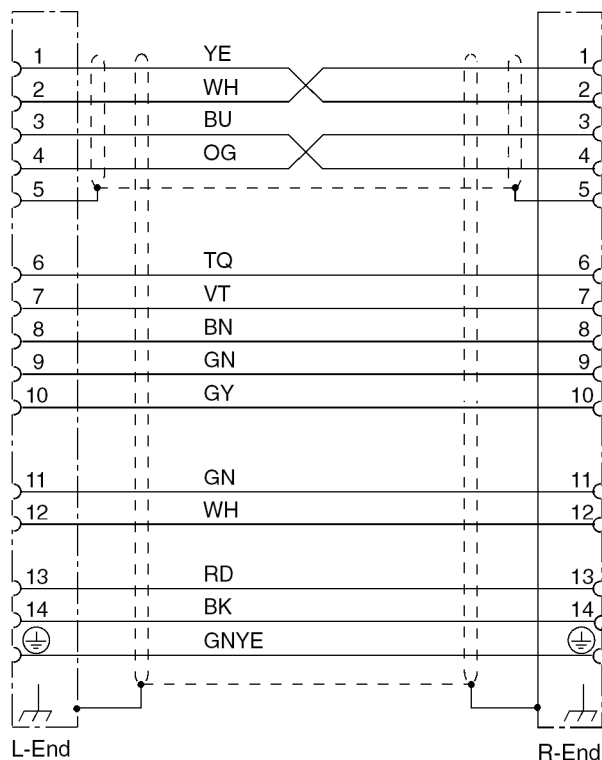 1 YE 1
2 WH 2
3 BU 3
4 OG 4
5 5
6 TQ 6
7 VT 7
8 BN 8
9 GN 9
10 GY 10
11 GN 11
12 WH 12
13 RD 13
14 BK 14
GNYE
L-End R-End